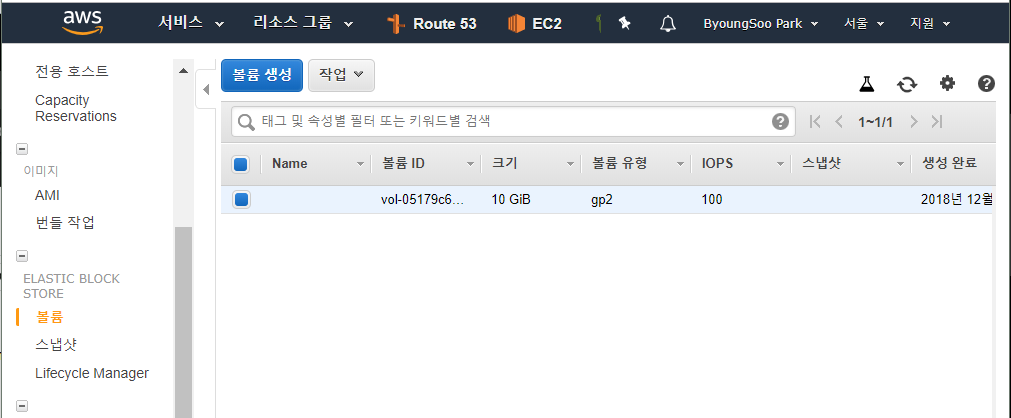 aws
서비스 리소스 그룹 Route 53 EC2 ByoungSoo Park 서울 지원
전용 호스트
Capacity
Reservations
이미지
AMI
번들 작업
ELASTIC BLOCK
STORE
볼륨
스냅샷
Lifecycle Manager
볼륨 생성 작업
태그 및 속성별 필터 또는 키워드별 검색 1~1/1
Name 볼륨 ID 크기 볼륨 유형 IOPS 스냅샷 생성 완료
vol-05179c6... 10 GiB gp2 100 2018년 12월